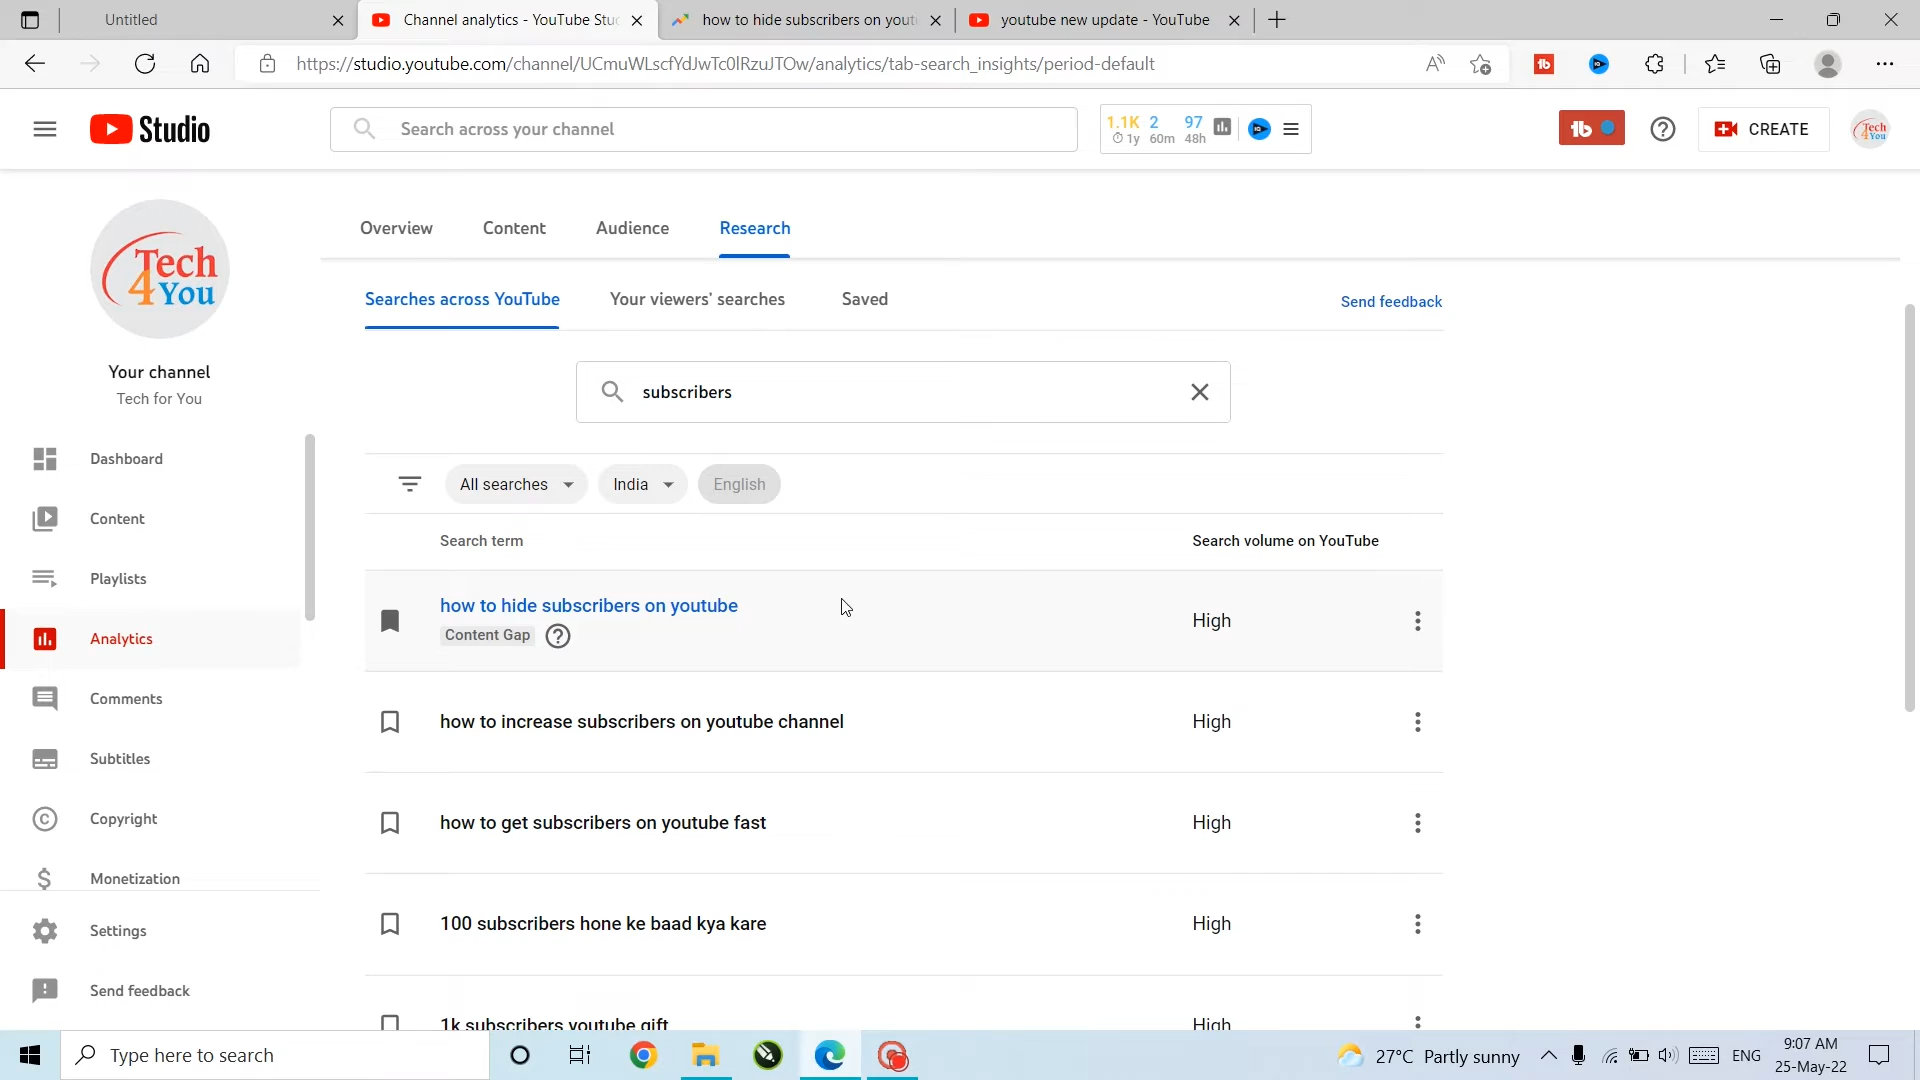 Untitled
Channel analytics - YouTube Stu
how to hide subscribers on yout
youtube new update - YouTube
https://studio.youtube.com/channel/UCmuWLscfYdJwTc0lRzuJTOw/analytics/tab-search_insights/period-default
Studio
Search across your channel
1.1K 2 97
1y 60m 48h
CREATE
Tech
4You
Overview
Content
Audience
Research
Tech
4You
Searches across YouTube
Your viewers' searches
Saved
Send feedback
Your channel
Tech for You
subscribers
Dashboard
Content
Playlists
Analytics
Comments
Subtitles
Copyright
Monetization
Settings
Send feedback
All searches
India
English
Search term
Search volume on YouTube
how to hide subscribers on youtube
Content Gap
High
how to increase subscribers on youtube channel
High
how to get subscribers on youtube fast
High
100 subscribers hone ke baad kya kare
High
1k subscribers youtube gift
High
Type here to search
27°C Partly sunny
ENG
9:07 AM
25-May-22